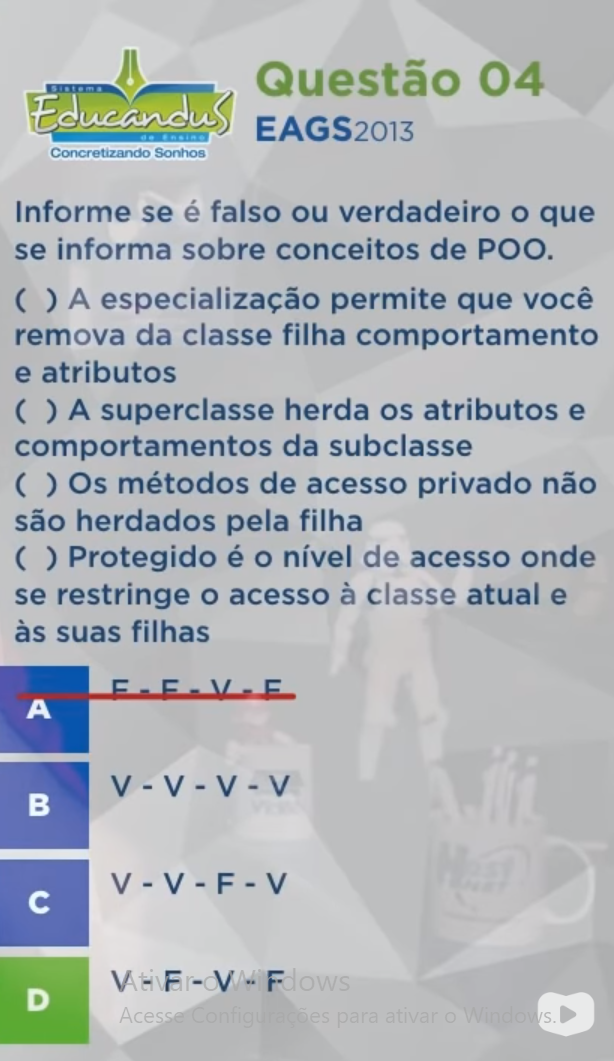 Sistema
Educandus
de Ensino
Concretizando Sonhos
Questão 04
EAGS2013
Informe se é falso ou verdadeiro o que
se informa sobre conceitos de POO.
( ) A especialização permite que você
remova da classe filha comportamento
e atributos
( ) A superclasse herda os atributos e
comportamentos da subclasse
( ) Os métodos de acesso privado não
são herdados pela filha
( ) Protegido é o nível de acesso onde
se restringe o acesso à classe atual e
às suas filhas
A F - F - V - F
B V - V - V - V
C V - V - F - V
D V - F - V - F
Ativar o Windows
Acesse Configurações para ativar o Windows.